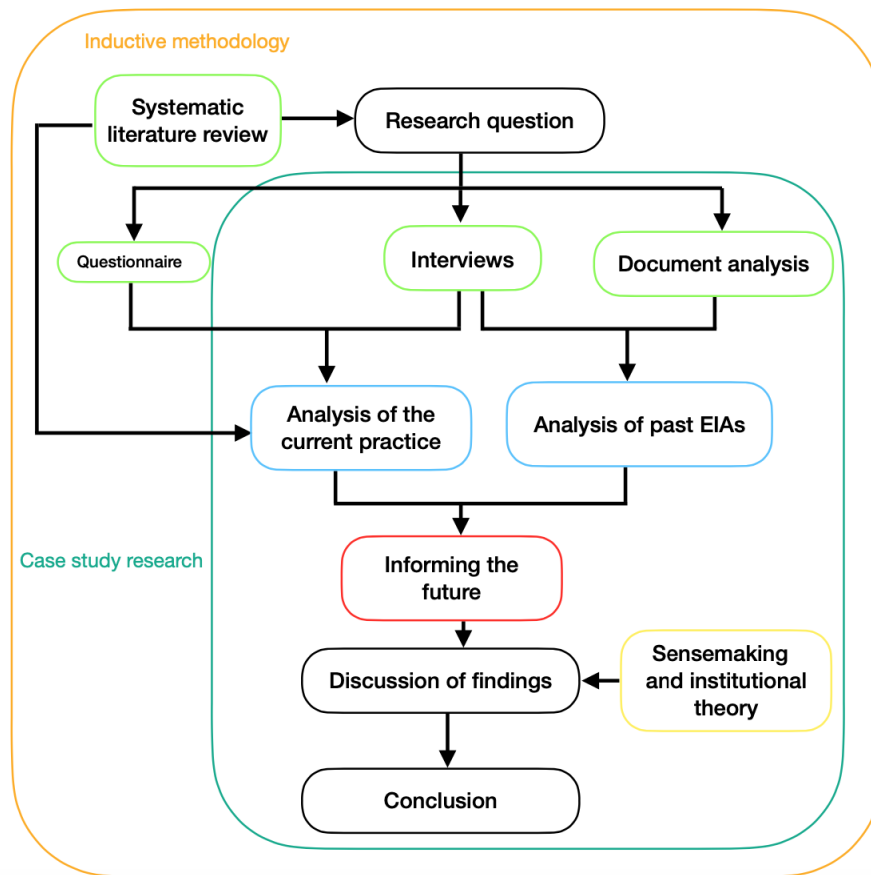 Inductive methodology
Systematic
literature review
Research question
Questionnaire
Interviews
Document analysis
Analysis of the
current practice
Analysis of past EIAs
Case study research
Informing the
future
Discussion of findings
Sensemaking
and institutional
theory
Conclusion